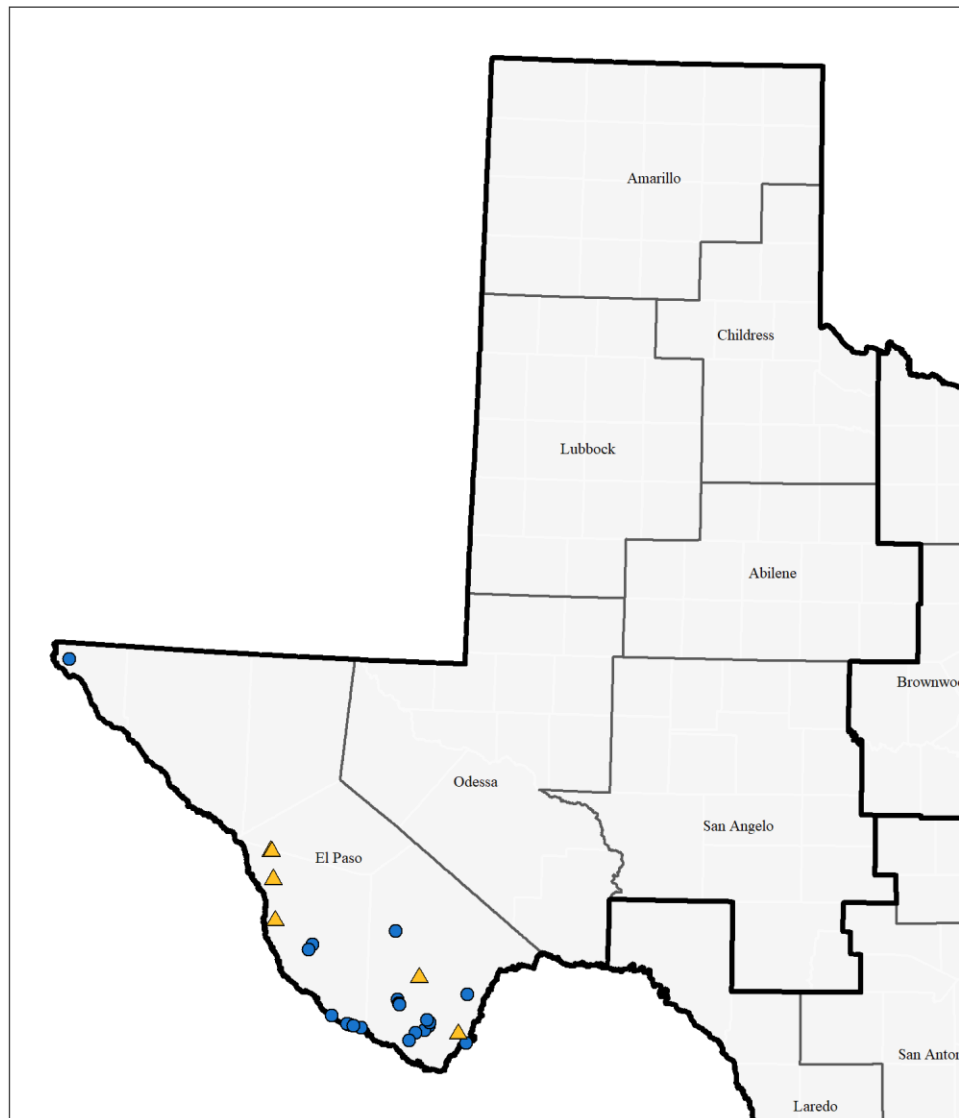 Amarillo
Childress
Lubbock
Abilene
Brownwoo
Odessa
San Angelo
El Paso
San Anton
Laredo